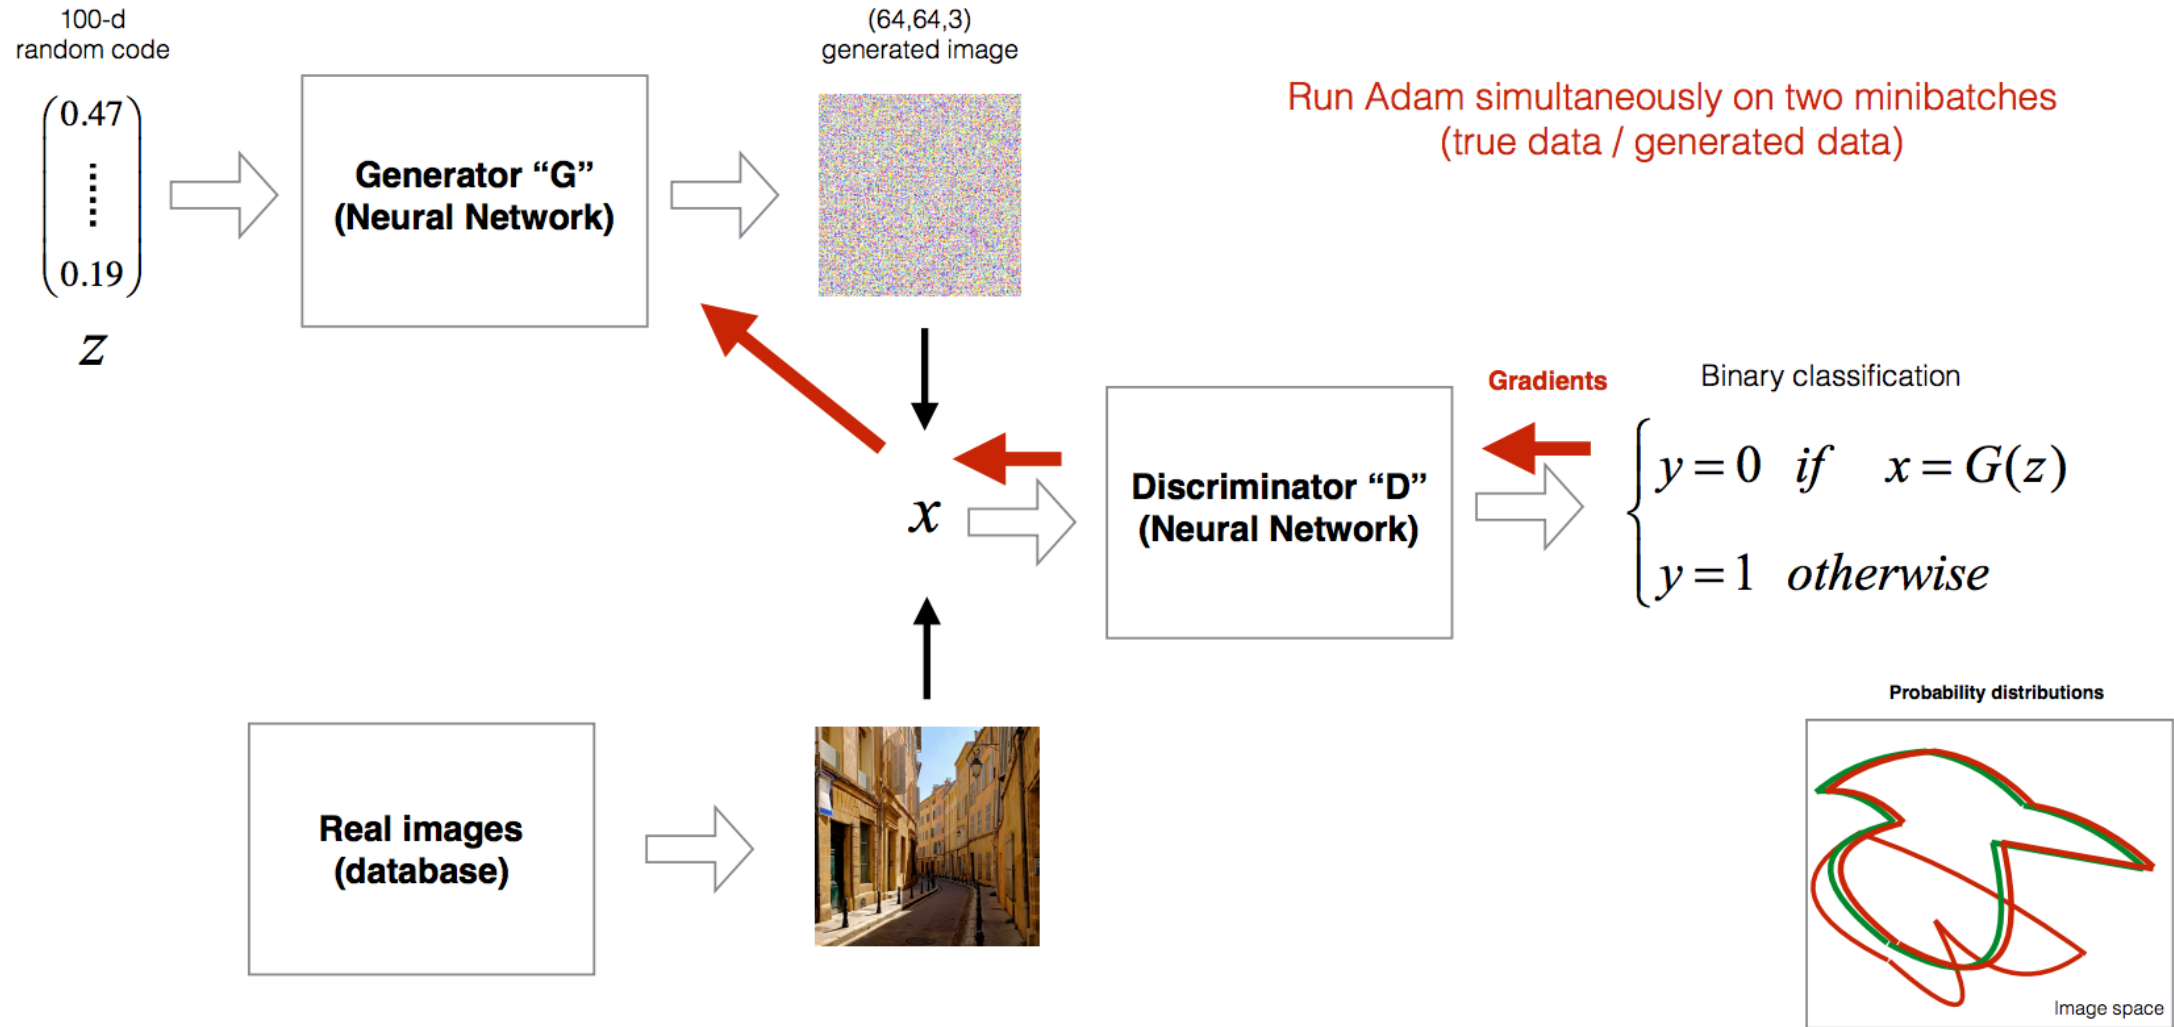 100-d
random code
(0.47
......
0.19)
z
Generator “G”
(Neural Network)
(64,64,3)
generated image
Run Adam simultaneously on two minibatches
(true data / generated data)
x
Discriminator “D”
(Neural Network)
Gradients
Binary classification
y = 0 if x = G(z)
y = 1 otherwise
Real images
(database)
Probability distributions
Image space